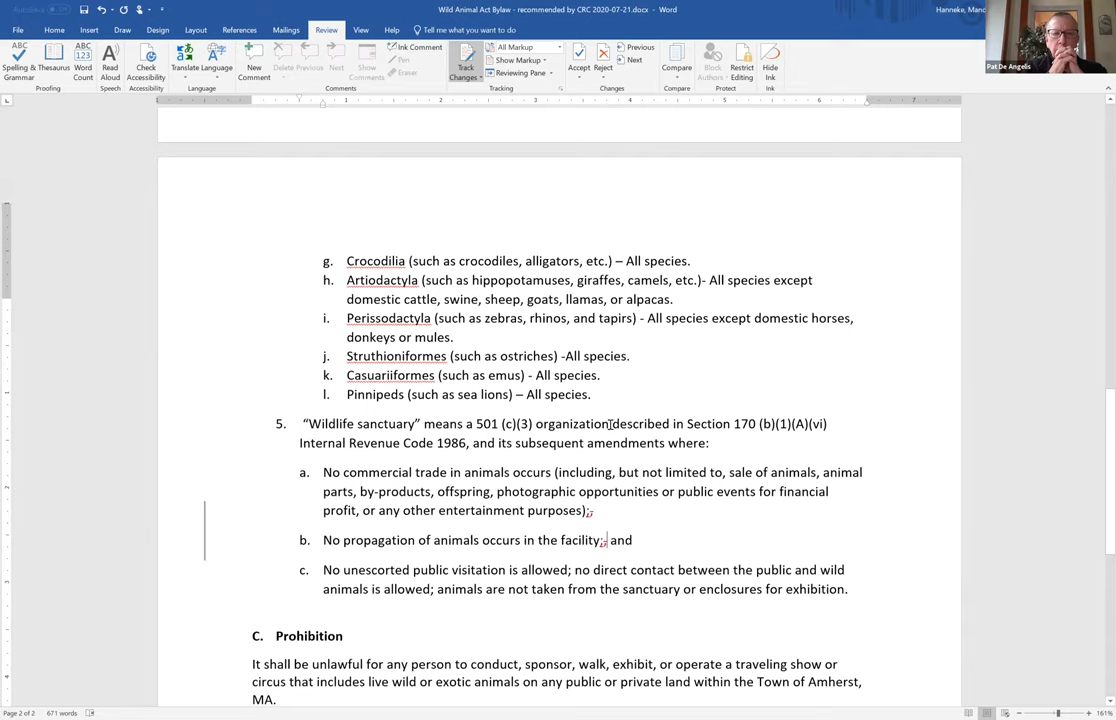 AutoSave
Wild Animal Act Bylaw - recommended by CRC 2020-07-21.docx - Word
Hanneke, Mand
File Home Insert Draw Design Layout References Mailings Review View Help Tell me what you want to do
Pat De Angelis
Spelling & Grammar
Thesaurus
Word Count
Read Aloud
Check Accessibility
Translate
Language
New Comment
Delete
Previous
Next
Show Comments
Ink Comment
Pen
Eraser
Track Changes
All Markup
Show Markup
Reviewing Pane
Accept
Reject
Previous
Next
Compare
Block Authors
Restrict Editing
Hide Ink
Proofing Speech Accessibility Language Comments Tracking Changes Compare Protect Ink
1 1 2 3 4 5 6 7
g. Crocodilia (such as crocodiles, alligators, etc.) – All species.
h. Artiodactyla (such as hippopotamuses, giraffes, camels, etc.)- All species except
domestic cattle, swine, sheep, goats, llamas, or alpacas.
i. Perissodactyla (such as zebras, rhinos, and tapirs) - All species except domestic horses,
donkeys or mules.
j. Struthioniformes (such as ostriches) -All species.
k. Casuariiformes (such as emus) - All species.
l. Pinnipeds (such as sea lions) – All species.
5. “Wildlife sanctuary” means a 501 (c)(3) organization described in Section 170 (b)(1)(A)(vi)
Internal Revenue Code 1986, and its subsequent amendments where:
a. No commercial trade in animals occurs (including, but not limited to, sale of animals, animal
parts, by-products, offspring, photographic opportunities or public events for financial
profit, or any other entertainment purposes);
b. No propagation of animals occurs in the facility; and
c. No unescorted public visitation is allowed; no direct contact between the public and wild
animals is allowed; animals are not taken from the sanctuary or enclosures for exhibition.
C. Prohibition
It shall be unlawful for any person to conduct, sponsor, walk, exhibit, or operate a traveling show or
circus that includes live wild or exotic animals on any public or private land within the Town of Amherst,
MA.
Page 2 of 2 671 words
161%